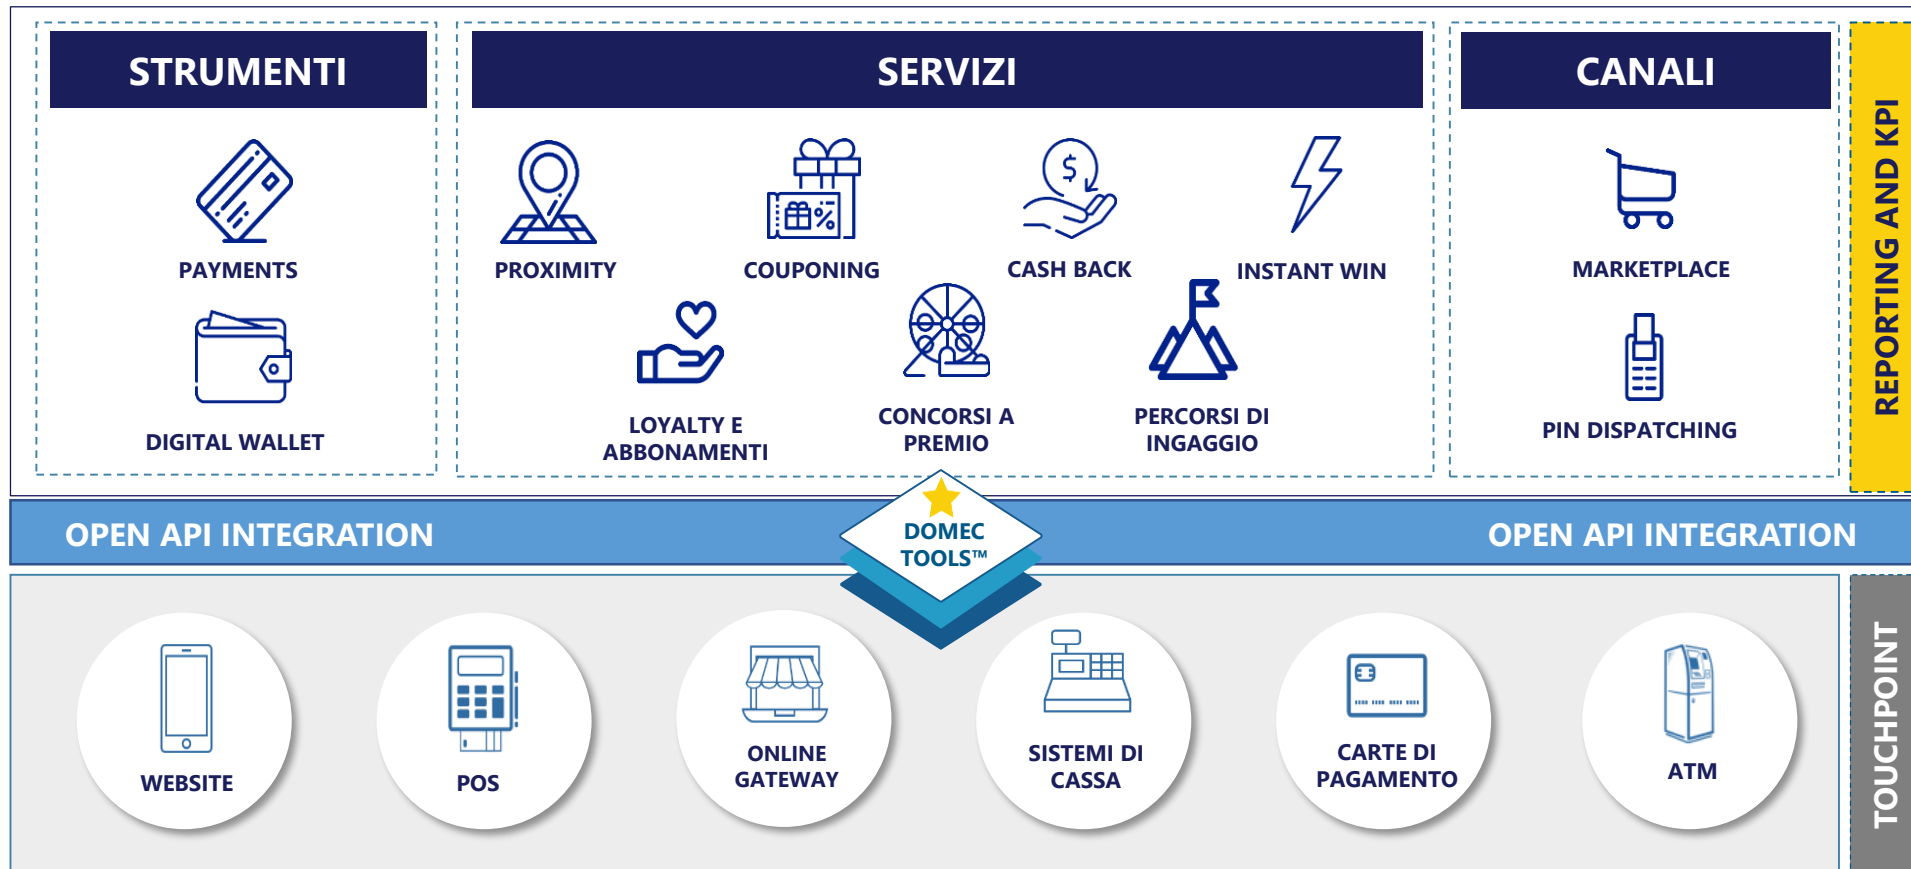 STRUMENTI
SERVIZI
CANALI
PAYMENTS
PROXIMITY
COUPONING
$
CASH BACK
INSTANT WIN
MARKETPLACE
%
DIGITAL WALLET
LOYALTY E
ABBONAMENTI
CONCORSI A
PREMIO
PERCORSI DI
INGAGGIO
PIN DISPATCHING
REPORTING AND KPI
OPEN API INTEGRATION
DOMEC
TOOLS™
OPEN API INTEGRATION
WEBSITE
POS
ONLINE
GATEWAY
SISTEMI DI
CASSA
CARTE DI
PAGAMENTO
ATM
TOUCHPOINT